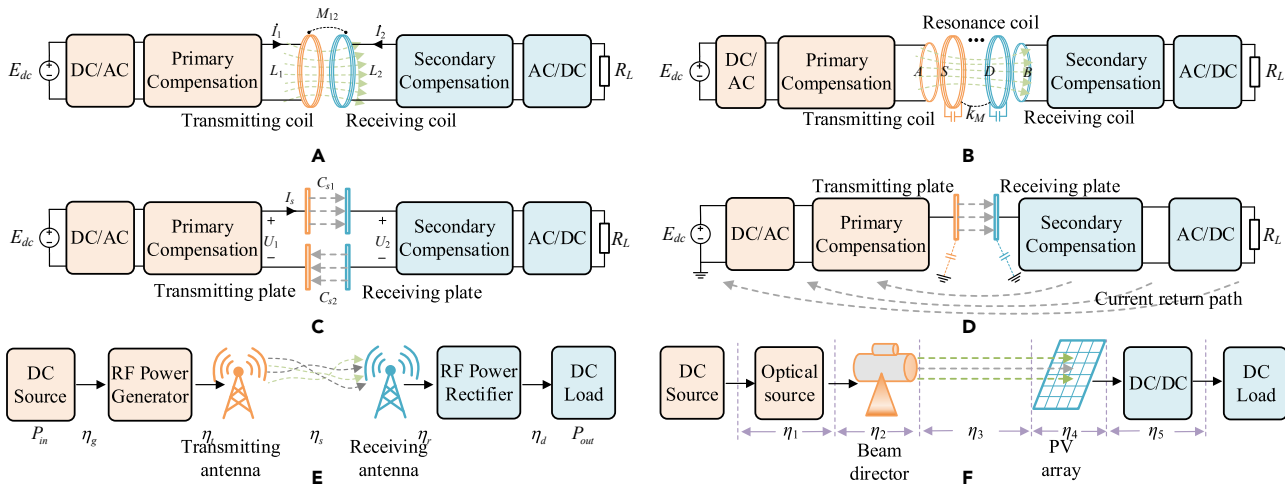 M12
İ1
İ2
Edc
DC/AC
Primary
Compensation
L1
L2
Secondary
Compensation
AC/DC
RL
Transmitting coil
Receiving coil
A
Resonance coil
Edc
DC/
AC
Primary
Compensation
A
S
D
B
kM
Secondary
Compensation
AC/DC
RL
Transmitting coil
Receiving coil
B
Cs1
Is
Edc
DC/AC
Primary
Compensation
+
U1
−
+
U2
−
Secondary
Compensation
AC/DC
RL
Transmitting plate
Cs2
Receiving plate
C
Transmitting plate
Receiving plate
Edc
DC/AC
Primary
Compensation
Secondary
Compensation
AC/DC
RL
Current return path
D
DC
Source
RF Power
Generator
RF Power
Rectifier
DC
Load
Pin
ηg
ηt
ηs
ηr
ηd
Pout
Transmitting
antenna
Receiving
antenna
E
DC
Source
Optical
source
DC/DC
DC
Load
η1
η2
η3
η4
η5
Beam
director
PV
array
F